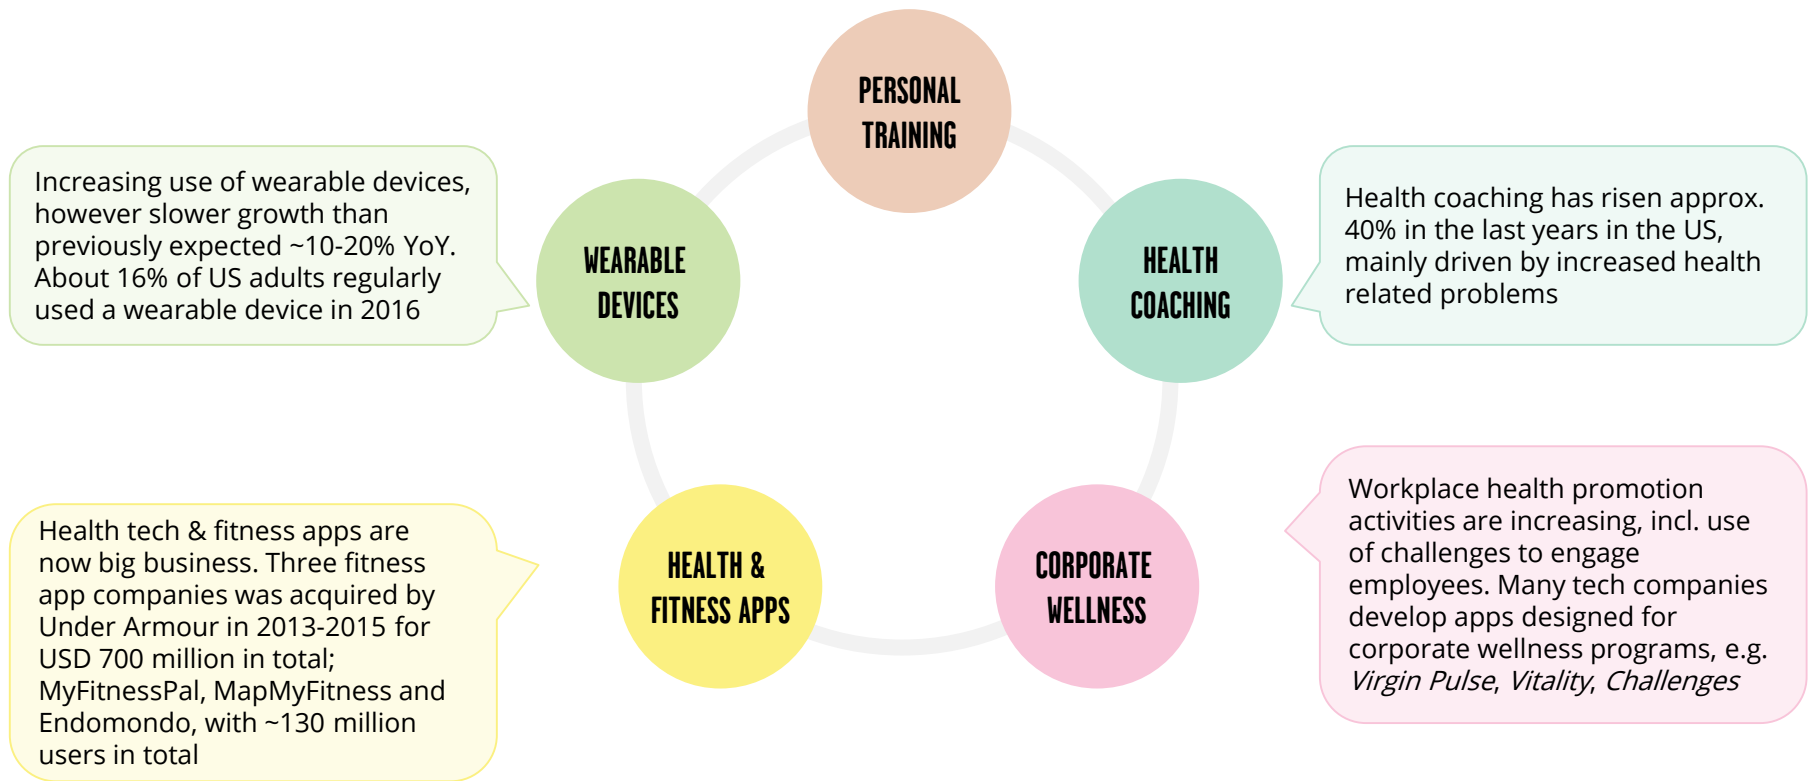 PERSONAL
TRAINING
Increasing use of wearable devices,
however slower growth than
previously expected ~10-20% YoY.
About 16% of US adults regularly
used a wearable device in 2016
WEARABLE
DEVICES
HEALTH
COACHING
Health coaching has risen approx.
40% in the last years in the US,
mainly driven by increased health
related problems
Health tech & fitness apps are
now big business. Three fitness
app companies was acquired by
Under Armour in 2013-2015 for
USD 700 million in total;
MyFitnessPal, MapMyFitness and
Endomondo, with ~130 million
users in total
HEALTH &
FITNESS APPS
CORPORATE
WELLNESS
Workplace health promotion
activities are increasing, incl. use
of challenges to engage
employees. Many tech companies
develop apps designed for
corporate wellness programs, e.g.
Virgin Pulse, Vitality, Challenges